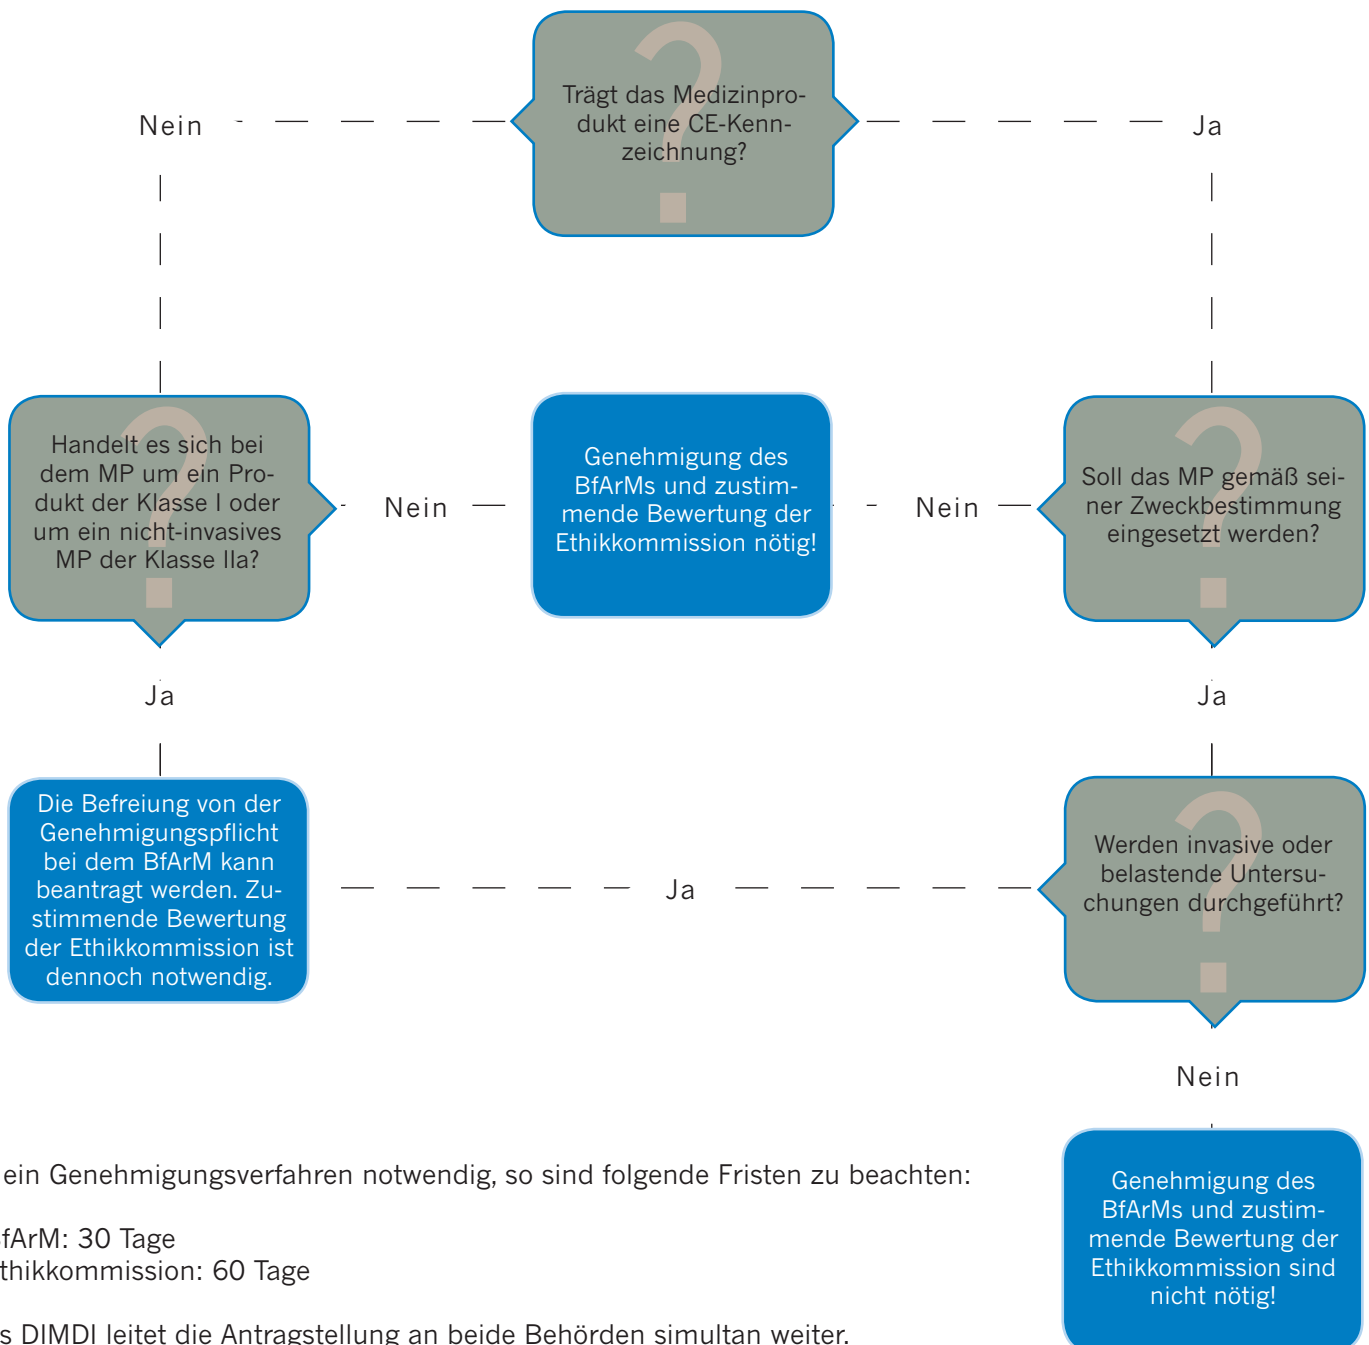 Trägt das Medizinpro-
dukt eine CE-Kenn-
zeichnung?
Nein
Ja
Handelt es sich bei
dem MP um ein Pro-
dukt der Klasse I oder
um ein nicht-invasives
MP der Klasse IIa?
Nein
Genehmigung des
BfArMs und zustim-
mende Bewertung der
Ethikkommission nötig!
Nein
Soll das MP gemäß sei-
ner Zweckbestimmung
eingesetzt werden?
Ja
Ja
Die Befreiung von der
Genehmigungspflicht
bei dem BfArM kann
beantragt werden. Zu-
stimmende Bewertung
der Ethikkommission ist
dennoch notwendig.
Ja
Werden invasive oder
belastende Untersu-
chungen durchgeführt?
Nein
Genehmigung des
BfArMs und zustim-
mende Bewertung der
Ethikkommission sind
nicht nötig!
ein Genehmigungsverfahren notwendig, so sind folgende Fristen zu beachten:
fArM: 30 Tage
thikkommission: 60 Tage
s DIMDI leitet die Antragstellung an beide Behörden simultan weiter.